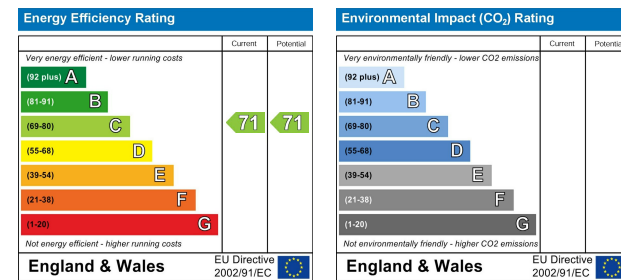 Energy Efficiency Rating
Current Potential
Very energy efficient - lower running costs
(92 plus) A
(81-91) B
(69-80) C
71 71
(55-68) D
(39-54) E
(21-38) F
(1-20) G
Not energy efficient - higher running costs
England & Wales
EU Directive
2002/91/EC
Environmental Impact (CO2) Rating
Current Potential
Very environmentally friendly - lower CO2 emissions
(92 plus) A
(81-91) B
(69-80) C
(55-68) D
(39-54) E
(21-38) F
(1-20) G
Not environmentally friendly - higher CO2 emissions
England & Wales
EU Directive
2002/91/EC